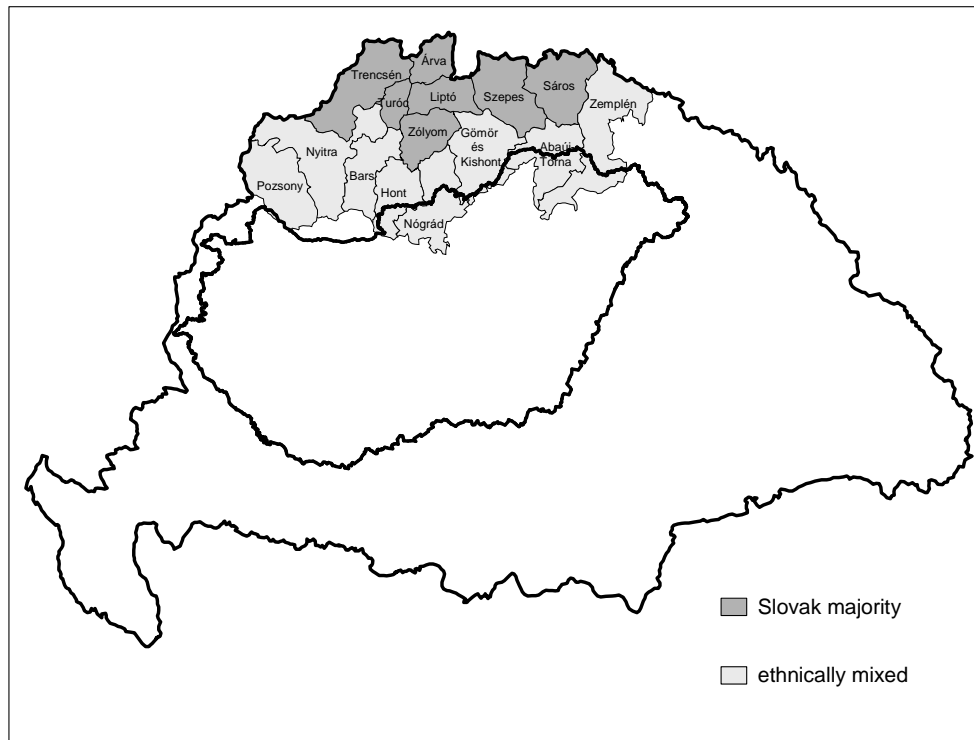 Árva
Trencsén
Turóc
Liptó
Szepes
Sáros
Zemplén
Zólyom
Gömör
és
Kishont
Abaúj
Torna
Nyitra
Bars
Hont
Pozsony
Nógrád
Slovak majority
ethnically mixed